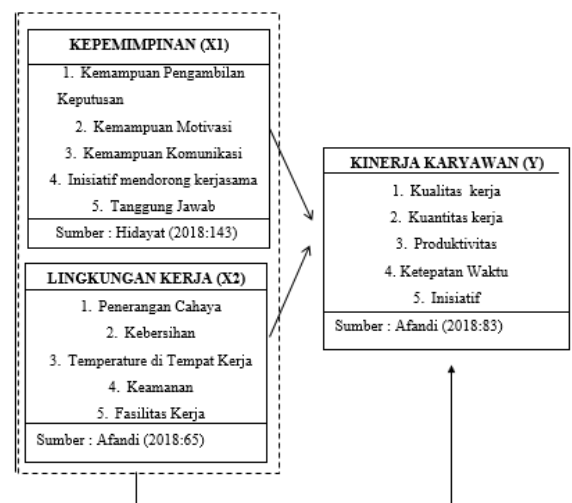 KEPEMIMPINAN (X1)
1. Kemampuan Pengambilan
Keputusan
2. Kemampuan Motivasi
3. Kemampuan Komunikasi
4. Inisiatif mendorong kerjasama
5. Tanggung Jawab
Sumber : Hidayat (2018:143)
LINGKUNGAN KERJA (X2)
1. Penerangan Cahaya
2. Kebersihan
3. Temperature di Tempat Kerja
4. Keamanan
5. Fasilitas Kerja
Sumber : Afandi (2018:65)
KINERJA KARYAWAN (Y)
1. Kualitas kerja
2. Kuantitas kerja
3. Produktivitas
4. Ketepatan Waktu
5. Inisiatif
Sumber : Afandi (2018:83)